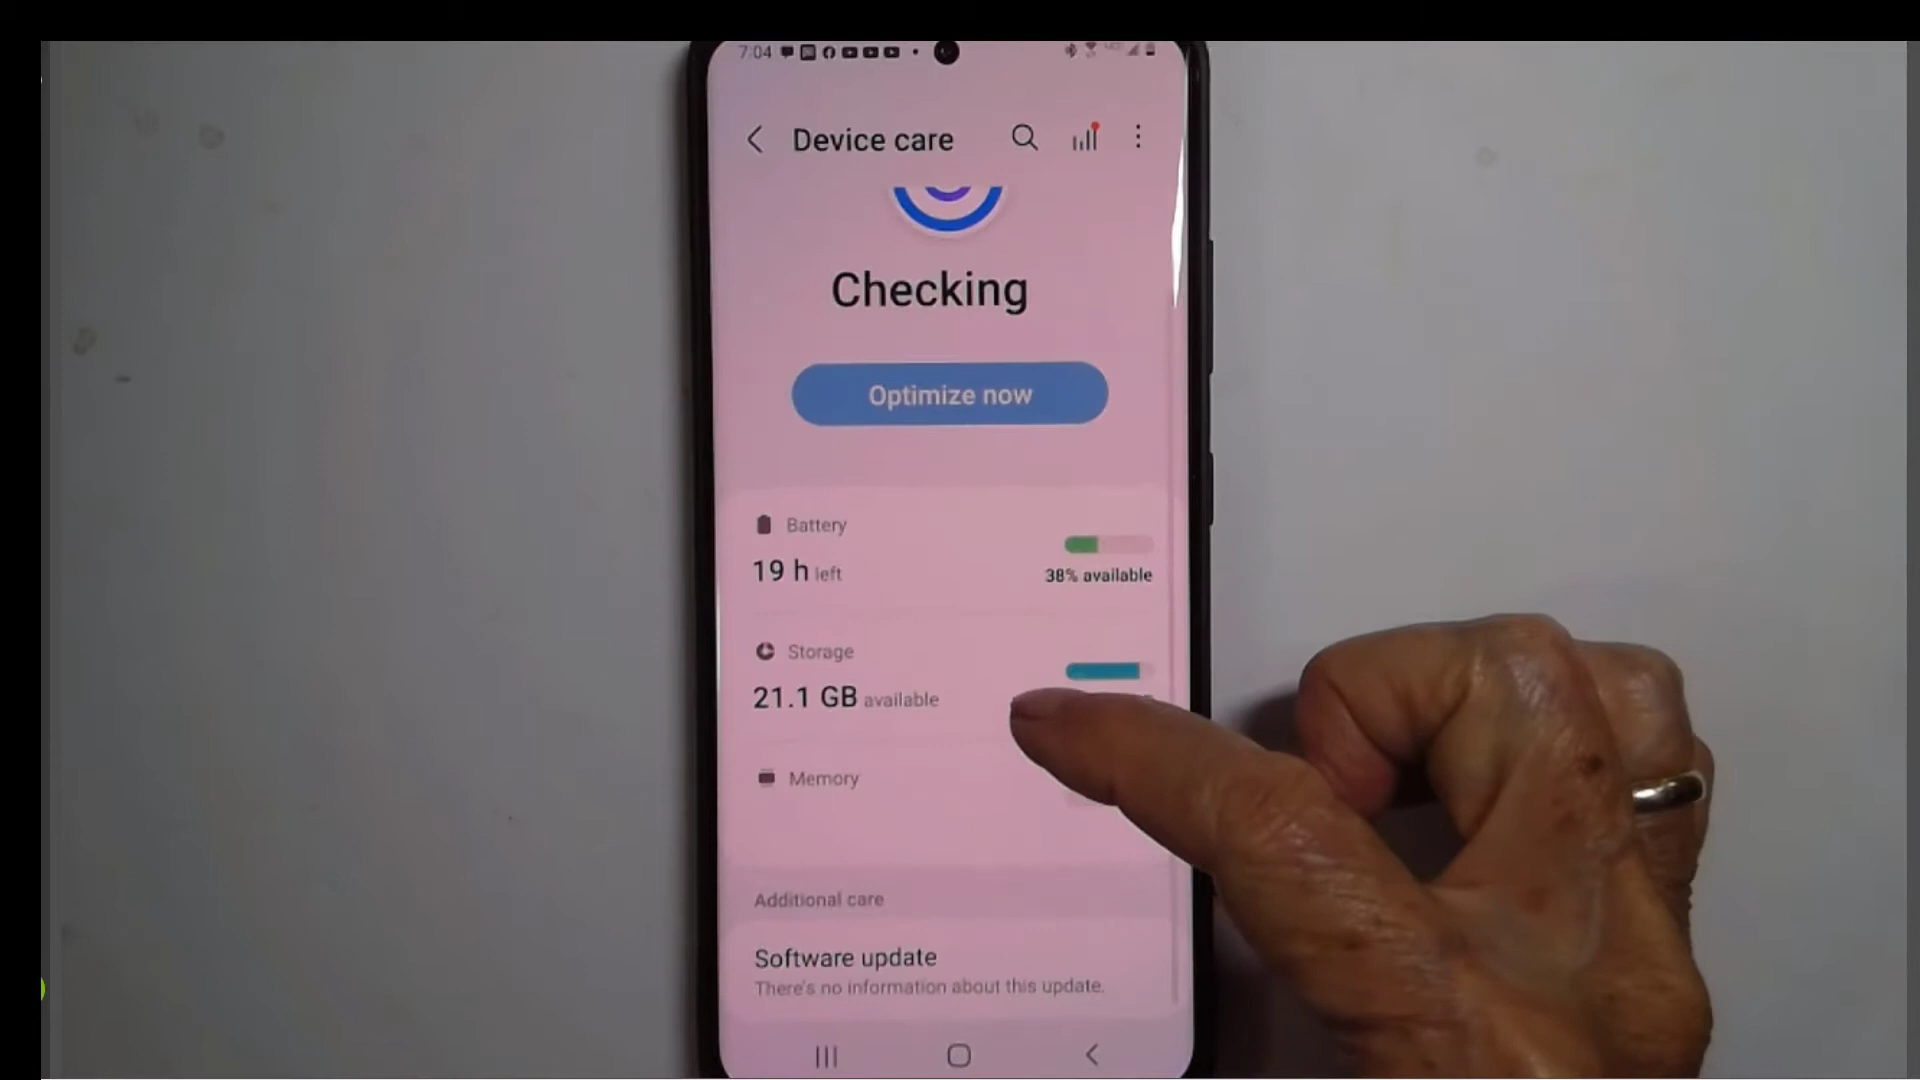 7:04
Device care
Checking
Optimize now
Battery
19 h left
38% available
Storage
21.1 GB available
Memory
Additional care
Software update
There's no information about this update.